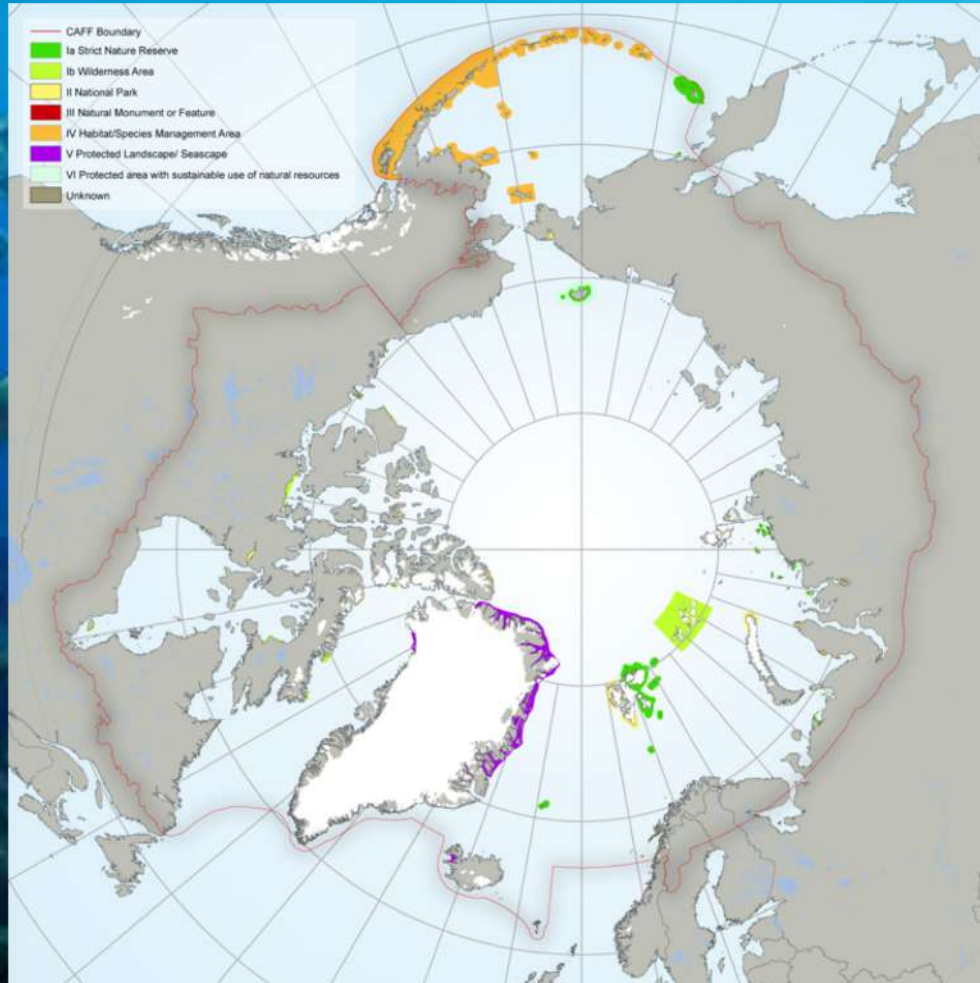 CAFF Boundary
Ia Strict Nature Reserve
Ib Wilderness Area
II National Park
III Natural Monument or Feature
IV Habitat/Species Management Area
V Protected Landscape/ Seascape
VI Protected area with sustainable use of natural resources
Unknown